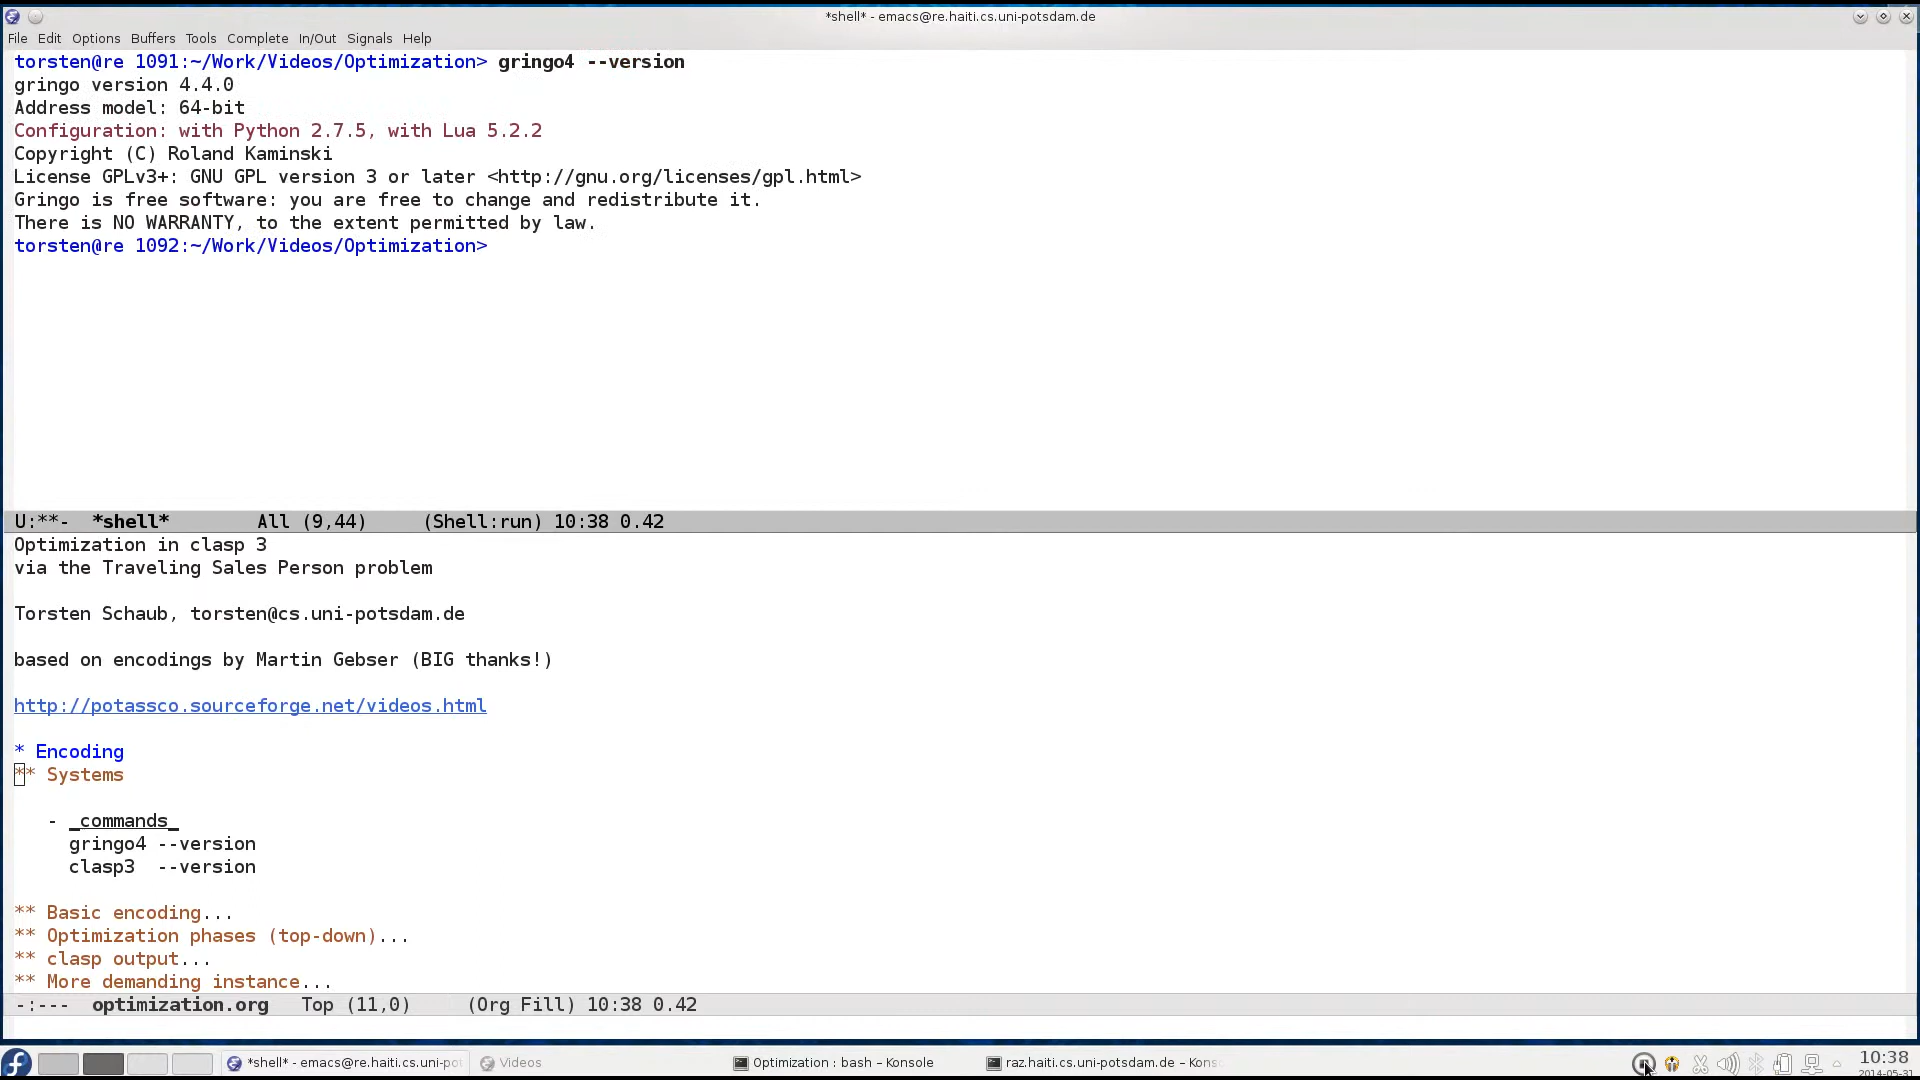 *shell* - emacs@re.haiti.cs.uni-potsdam.de
File Edit Options Buffers Tools Complete In/Out Signals Help
torsten@re 1091:~/Work/Videos/Optimization> gringo4 --version
gringo version 4.4.0
Address model: 64-bit
Configuration: with Python 2.7.5, with Lua 5.2.2
Copyright (C) Roland Kaminski
License GPLv3+: GNU GPL version 3 or later <http://gnu.org/licenses/gpl.html>
Gringo is free software: you are free to change and redistribute it.
There is NO WARRANTY, to the extent permitted by law.
torsten@re 1092:~/Work/Videos/Optimization>
U:**-  *shell*        All (9,44)     (Shell:run) 10:38 0.42
Optimization in clasp 3
via the Traveling Sales Person problem
Torsten Schaub, torsten@cs.uni-potsdam.de
based on encodings by Martin Gebser (BIG thanks!)
http://potassco.sourceforge.net/videos.html
* Encoding
** Systems
- _commands_
gringo4 --version
clasp3  --version
** Basic encoding...
** Optimization phases (top-down)...
** clasp output...
** More demanding instance...
-:---  optimization.org   Top (11,0)     (Org Fill) 10:38 0.42
*shell* - emacs@re.haiti.cs.uni-pot Videos Optimization : bash – Konsole raz.haiti.cs.uni-potsdam.de – Kons 10:38
2014-05-31